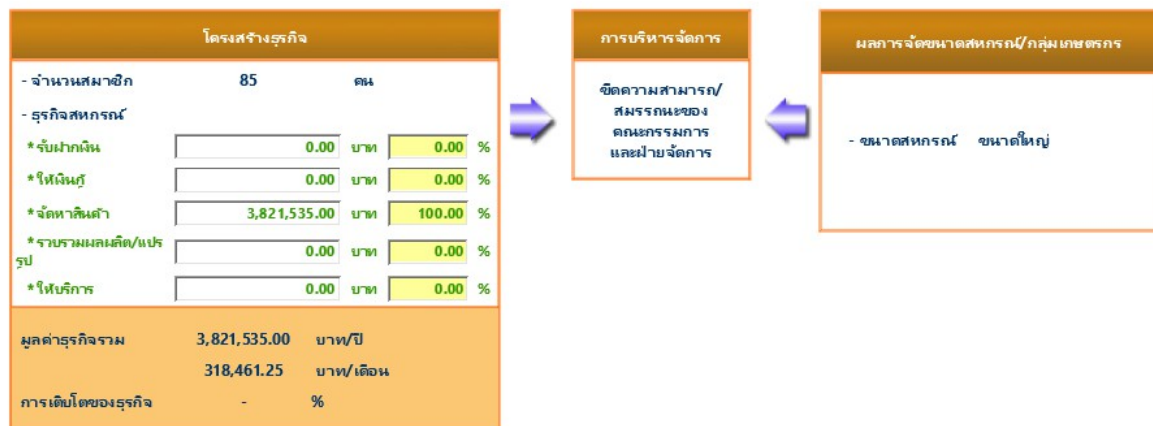 โครงสร้างธุรกิจ
- จำนวนสมาชิก 85 คน
- ธุรกิจสหกรณ์
*รับฝากเงิน 0.00 บาท 0.00 %
*ให้เงินกู้ 0.00 บาท 0.00 %
*จัดหาสินค้า 3,821,535.00 บาท 100.00 %
*รวบรวมผลผลิต/แปร
รูป 0.00 บาท 0.00 %
*ให้บริการ 0.00 บาท 0.00 %
มูลค่าธุรกิจรวม 3,821,535.00 บาท/ปี
318,461.25 บาท/เดือน
การเติบโตของธุรกิจ - %
การบริหารจัดการ
ขีดความสามารถ/
สมรรถนะของ
คณะกรรมการ
และฝ่ายจัดการ
ผลการจัดขนาดสหกรณ์/กลุ่มเกษตรกร
- ขนาดสหกรณ์ ขนาดใหญ่